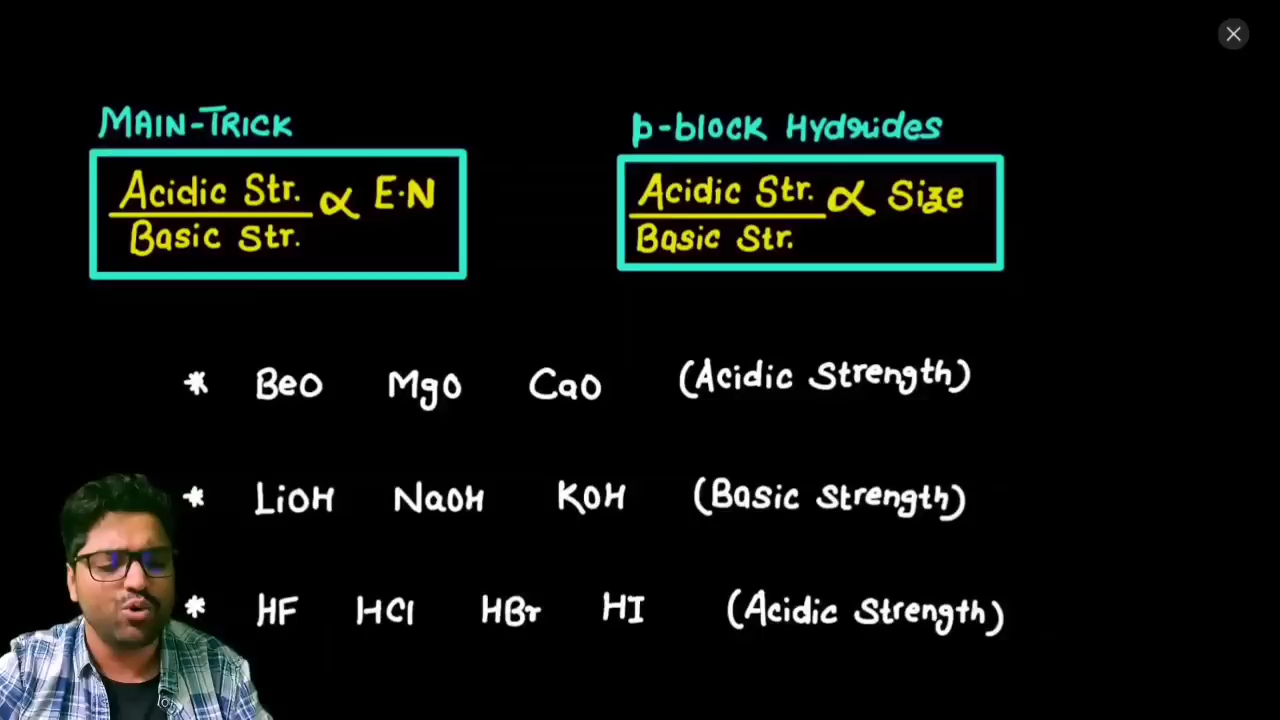 MAIN-TRICK
Acidic Str. ∝ E·N
Basic Str.
p-block Hydrides
Acidic Str. ∝ Size
Basic Str.
* BeO MgO CaO (Acidic Strength)
* LiOH NaOH KOH (Basic Strength)
* HF HCl HBr HI (Acidic Strength)